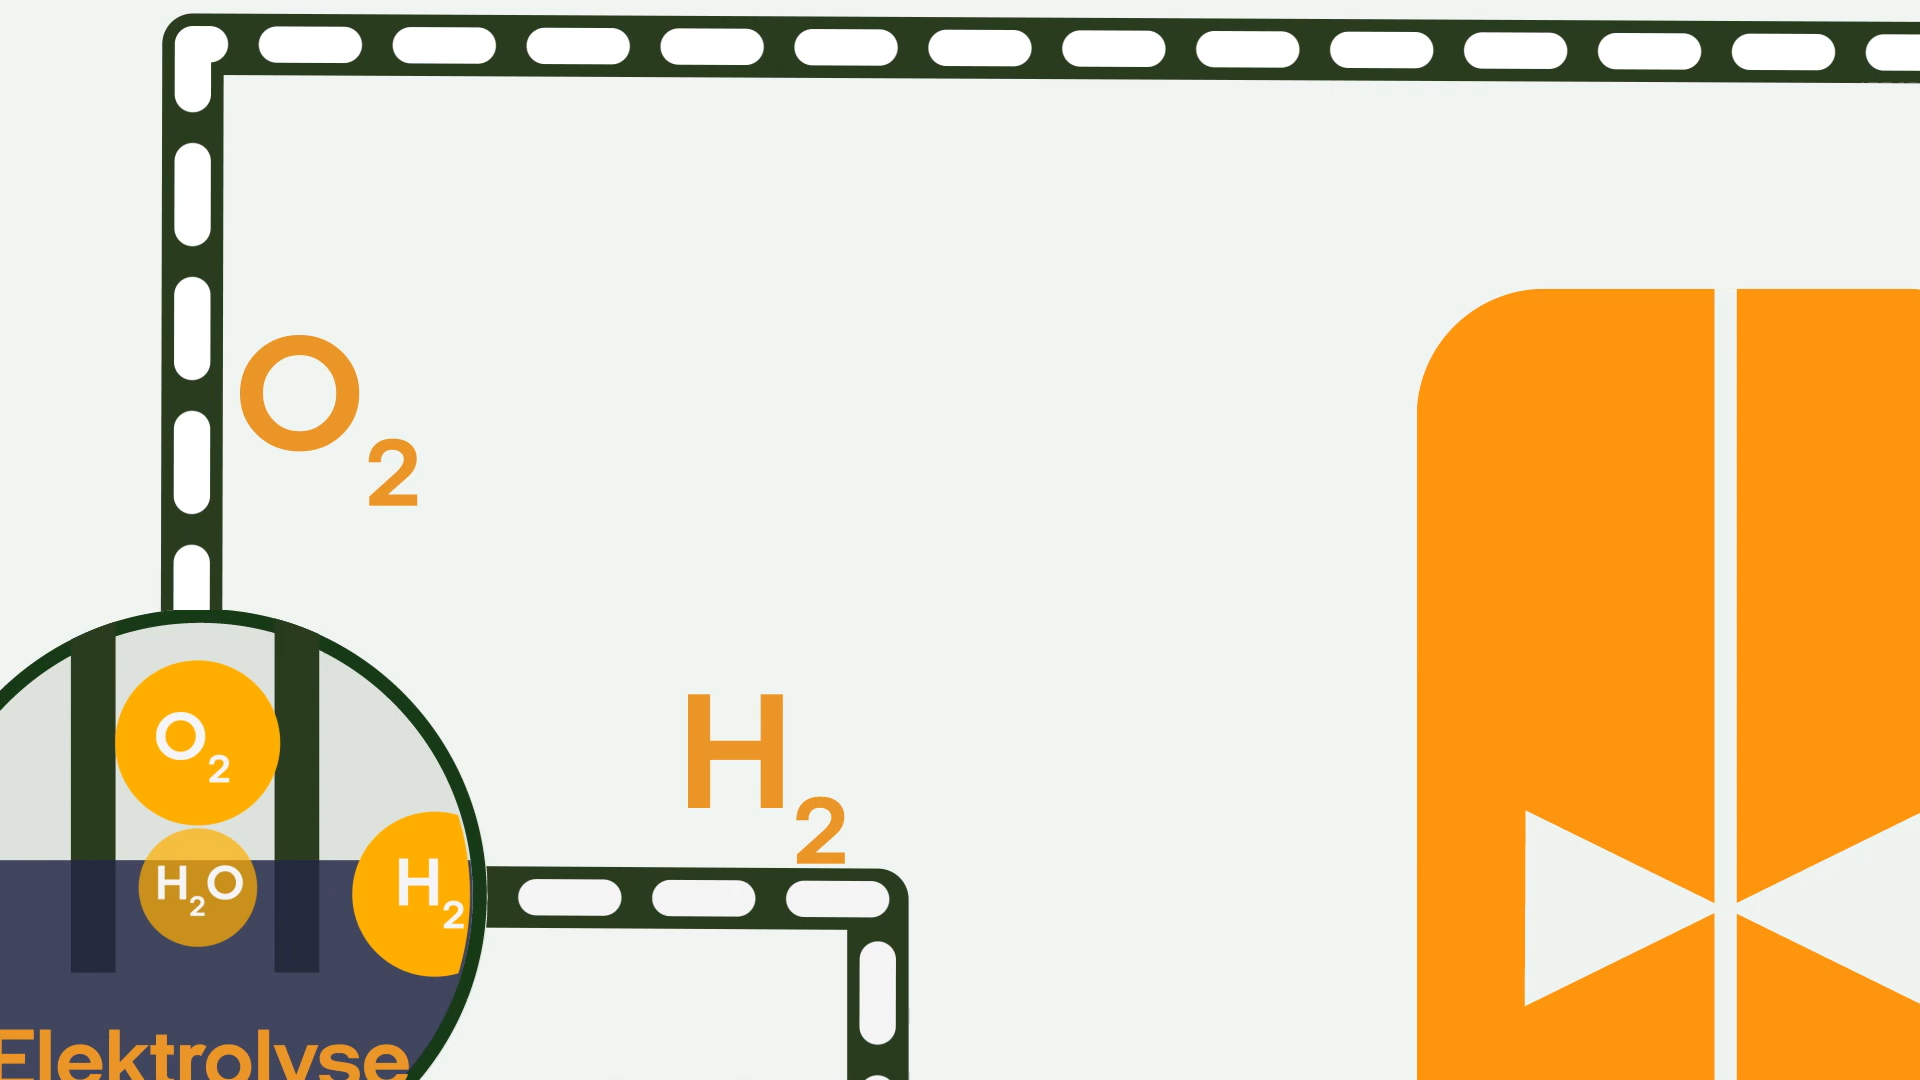 O₂
H₂
O₂
H₂O
H₂
Elektrolyse